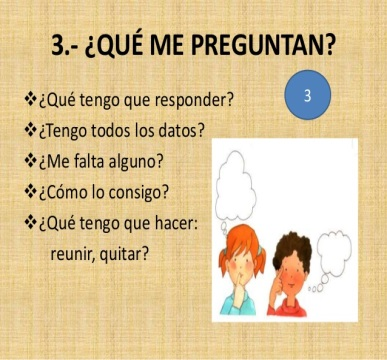 3.- ¿QUÉ ME PREGUNTAN?
3
❖¿Qué tengo que responder?
❖¿Tengo todos los datos?
❖¿Me falta alguno?
❖¿Cómo lo consigo?
❖¿Qué tengo que hacer:
reunir, quitar?